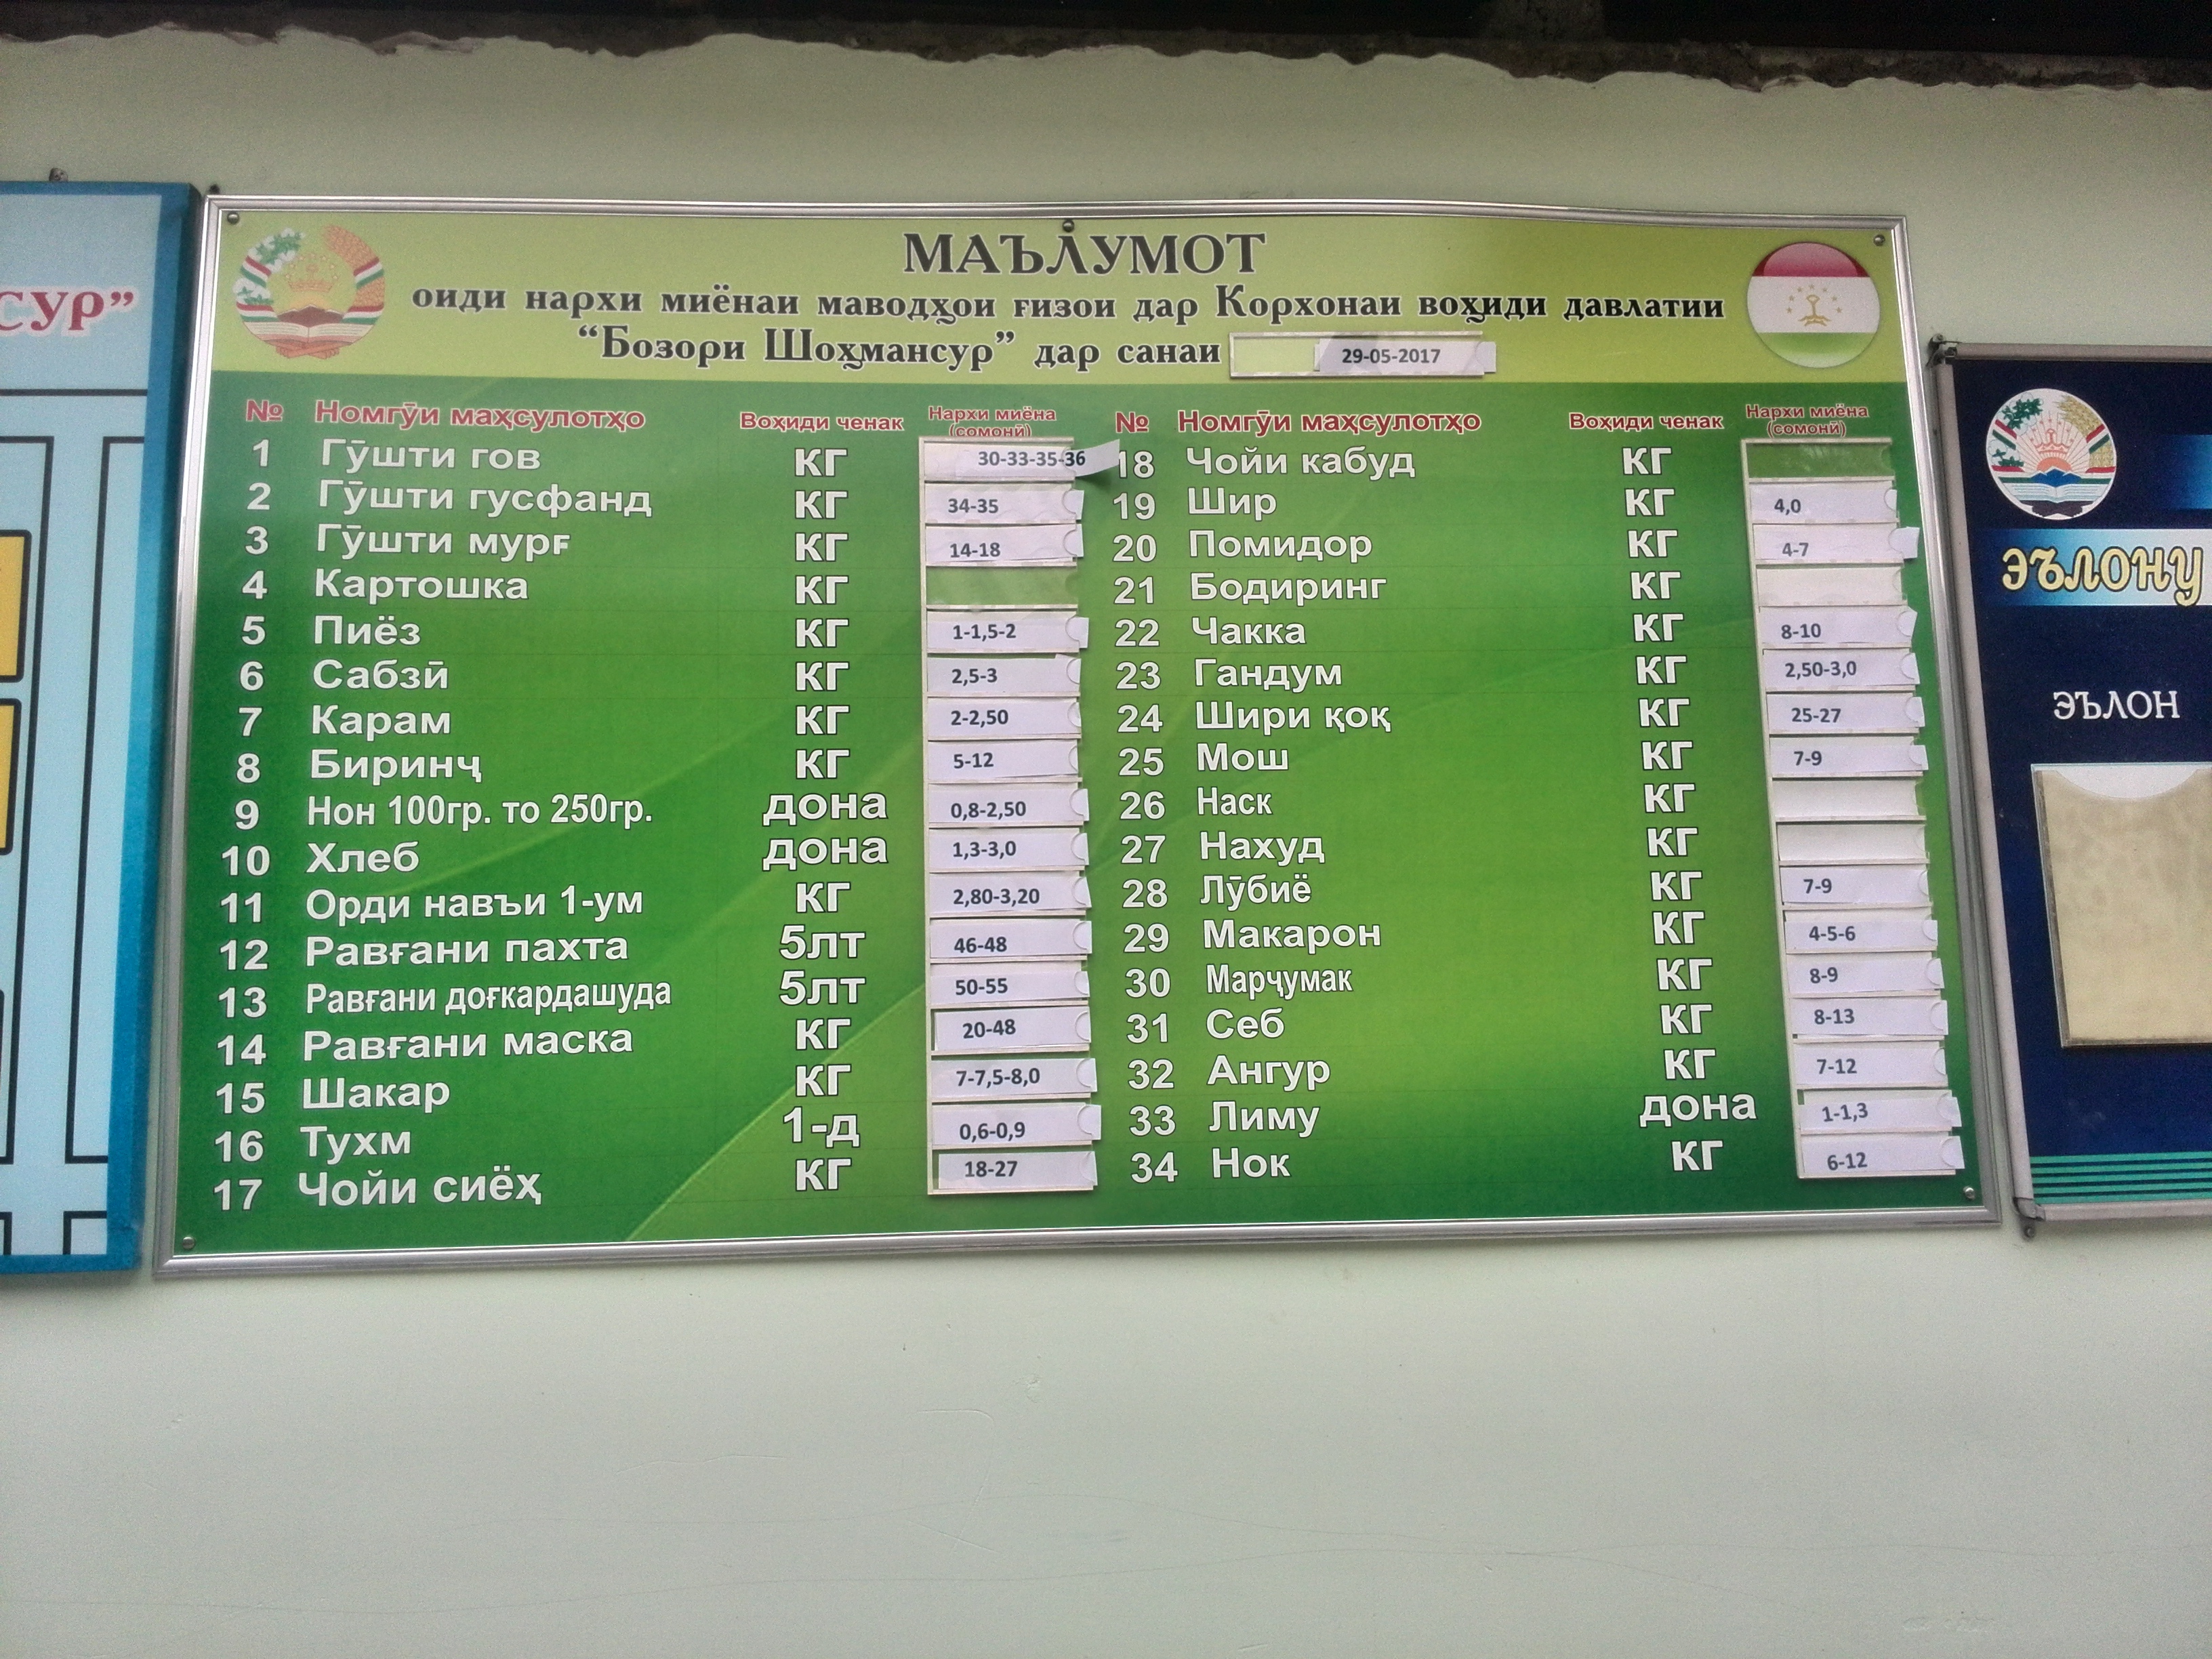 СУР”
МАЪЛУМОТ
оиди нархи миёнаи маводҳои ғизои дар Корхонаи воҳиди давлатии
“Бозори Шоҳмансур” дар санаи 29-05-2017
№ Номгӯи маҳсулотҳо Воҳиди ченак Нархи миёна (сомонӣ)
1 Гӯшти гов КГ 30-33-35-36
2 Гӯшти гусфанд КГ 34-35
3 Гӯшти мурғ КГ 14-18
4 Картошка КГ
5 Пиёз КГ 1-1,5-2
6 Сабзӣ КГ 2,5-3
7 Карам КГ 2-2,50
8 Биринҷ КГ 5-12
9 Нон 100гр. то 250гр. дона 0,8-2,50
10 Хлеб дона 1,3-3,0
11 Орди навъи 1-ум КГ 2,80-3,20
12 Равғани пахта 5лт 46-48
13 Равғани доғкардашуда 5лт 50-55
14 Равғани маска КГ 20-48
15 Шакар КГ 7-7,5-8,0
16 Тухм 1-д 0,6-0,9
17 Чойи сиёҳ КГ 18-27
№ Номгӯи маҳсулотҳо Воҳиди ченак Нархи миёна (сомонӣ)
18 Чойи кабуд КГ
19 Шир КГ 4,0
20 Помидор КГ 4-7
21 Бодиринг КГ
22 Чакка КГ 8-10
23 Гандум КГ 2,50-3,0
24 Шири қоқ КГ 25-27
25 Мош КГ 7-9
26 Наск КГ
27 Нахуд КГ
28 Лӯбиё КГ 7-9
29 Макарон КГ 4-5-6
30 Марҷумак КГ 8-9
31 Себ КГ 8-13
32 Ангур КГ 7-12
33 Лиму дона 1-1,3
34 Нок КГ 6-12
ЭЪЛОНУ
ЭЪЛОН